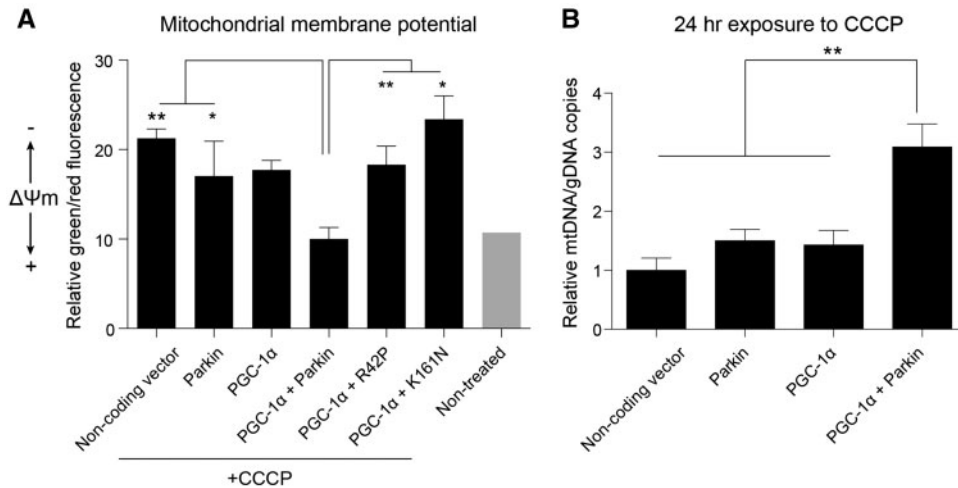 A
Mitochondrial membrane potential
Relative green/red fluorescence
-
ΔΨm
+
30
20
10
0
**
*
**
*
Non-coding vector
Parkin
PGC-1α
PGC-1α + Parkin
PGC-1α + R42P
PGC-1α + K161N
Non-treated
+CCCP
B
24 hr exposure to CCCP
Relative mtDNA/gDNA copies
4
3
2
1
0
**
Non-coding vector
Parkin
PGC-1α
PGC-1α + Parkin